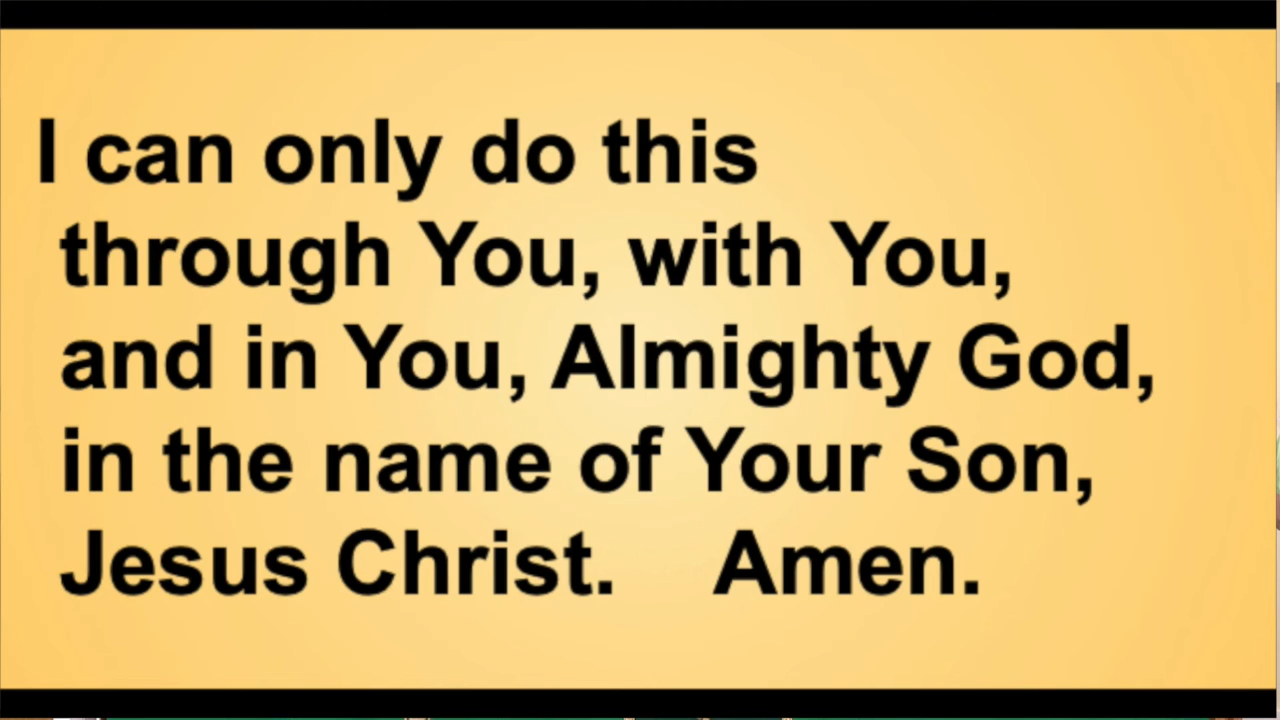 I can only do this
through You, with You,
and in You, Almighty God,
in the name of Your Son,
Jesus Christ. Amen.